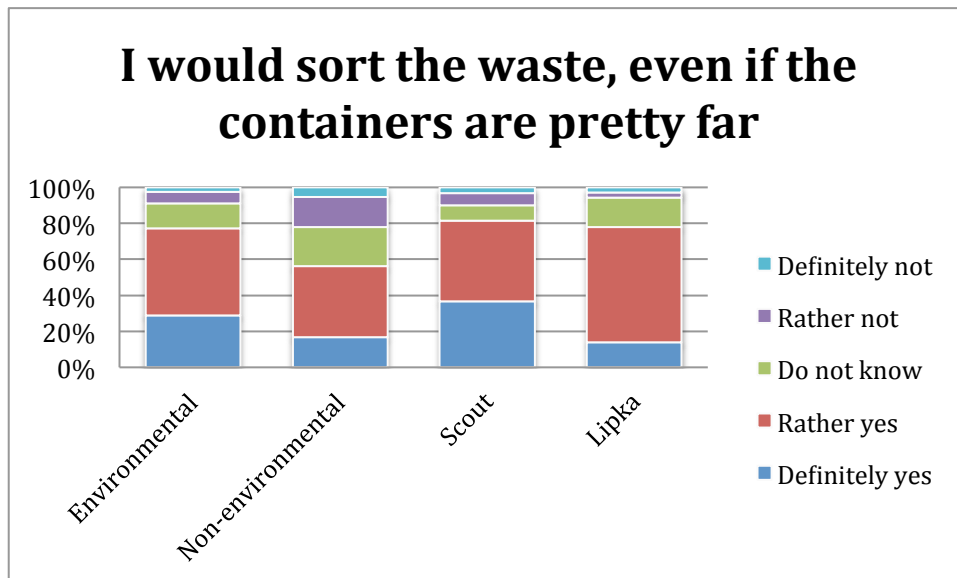 I would sort the waste, even if the
containers are pretty far
100%
80%
60%
40%
20%
0%
Environmental
Non-environmental
Scout
Lipka
Definitely not
Rather not
Do not know
Rather yes
Definitely yes